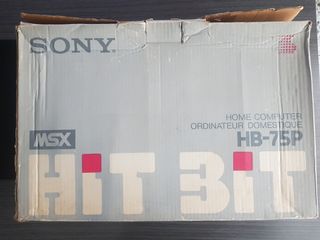 SONY
HOME COMPUTER
ORDINATEUR DOMESTIQUE
HB-75P
MSX
HiT BiT